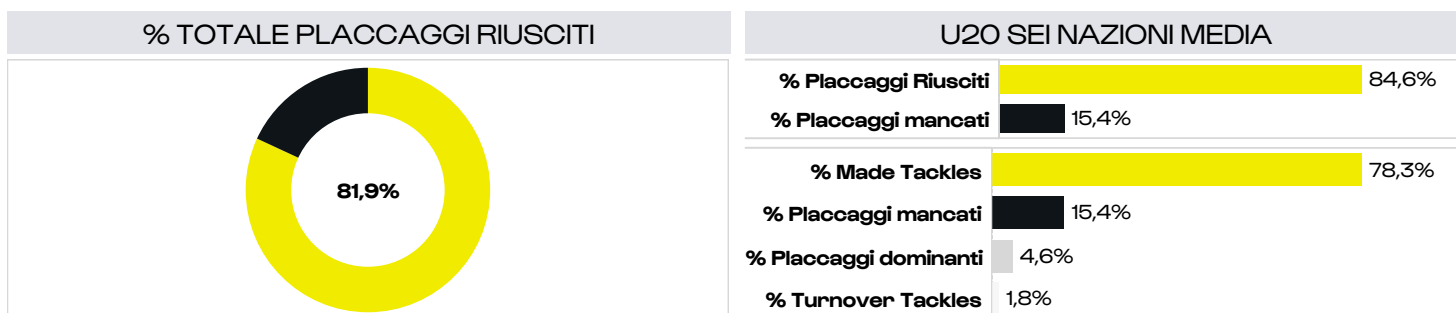 % TOTALE PLACCAGGI RIUSCITI
81,9%
U20 SEI NAZIONI MEDIA
% Placcaggi Riusciti 84,6%
% Placcaggi mancati 15,4%
% Made Tackles 78,3%
% Placcaggi mancati 15,4%
% Placcaggi dominanti 4,6%
% Turnover Tackles 1,8%